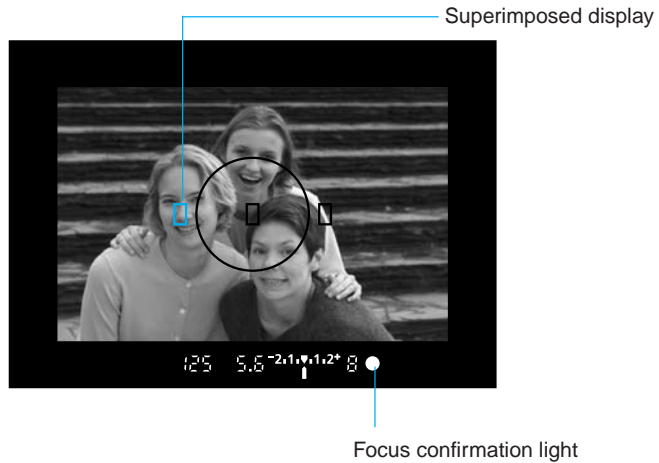 Superimposed display
125 5.6 -2.1.▼.1.2+ 8
Focus confirmation light